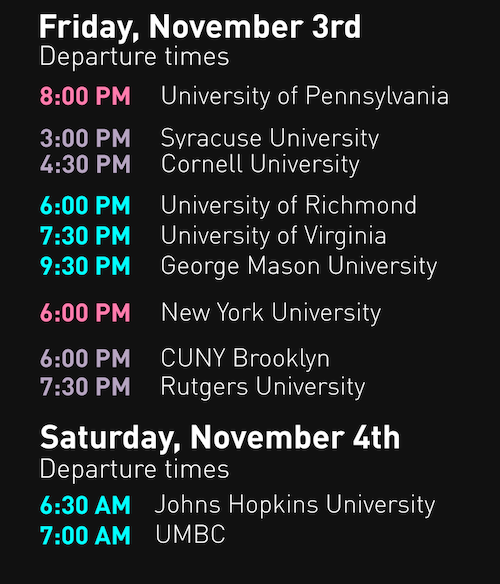 Friday, November 3rd
Departure times
8:00 PM University of Pennsylvania
3:00 PM Syracuse University
4:30 PM Cornell University
6:00 PM University of Richmond
7:30 PM University of Virginia
9:30 PM George Mason University
6:00 PM New York University
6:00 PM CUNY Brooklyn
7:30 PM Rutgers University
Saturday, November 4th
Departure times
6:30 AM Johns Hopkins University
7:00 AM UMBC